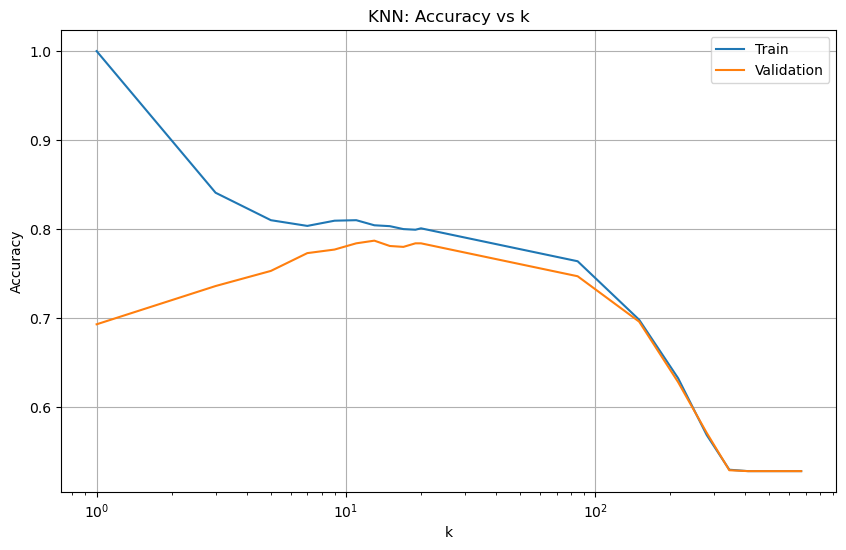 KNN: Accuracy vs k
Train
Validation
1.0
0.9
0.8
0.7
0.6
Accuracy
10⁰
10¹
10²
k